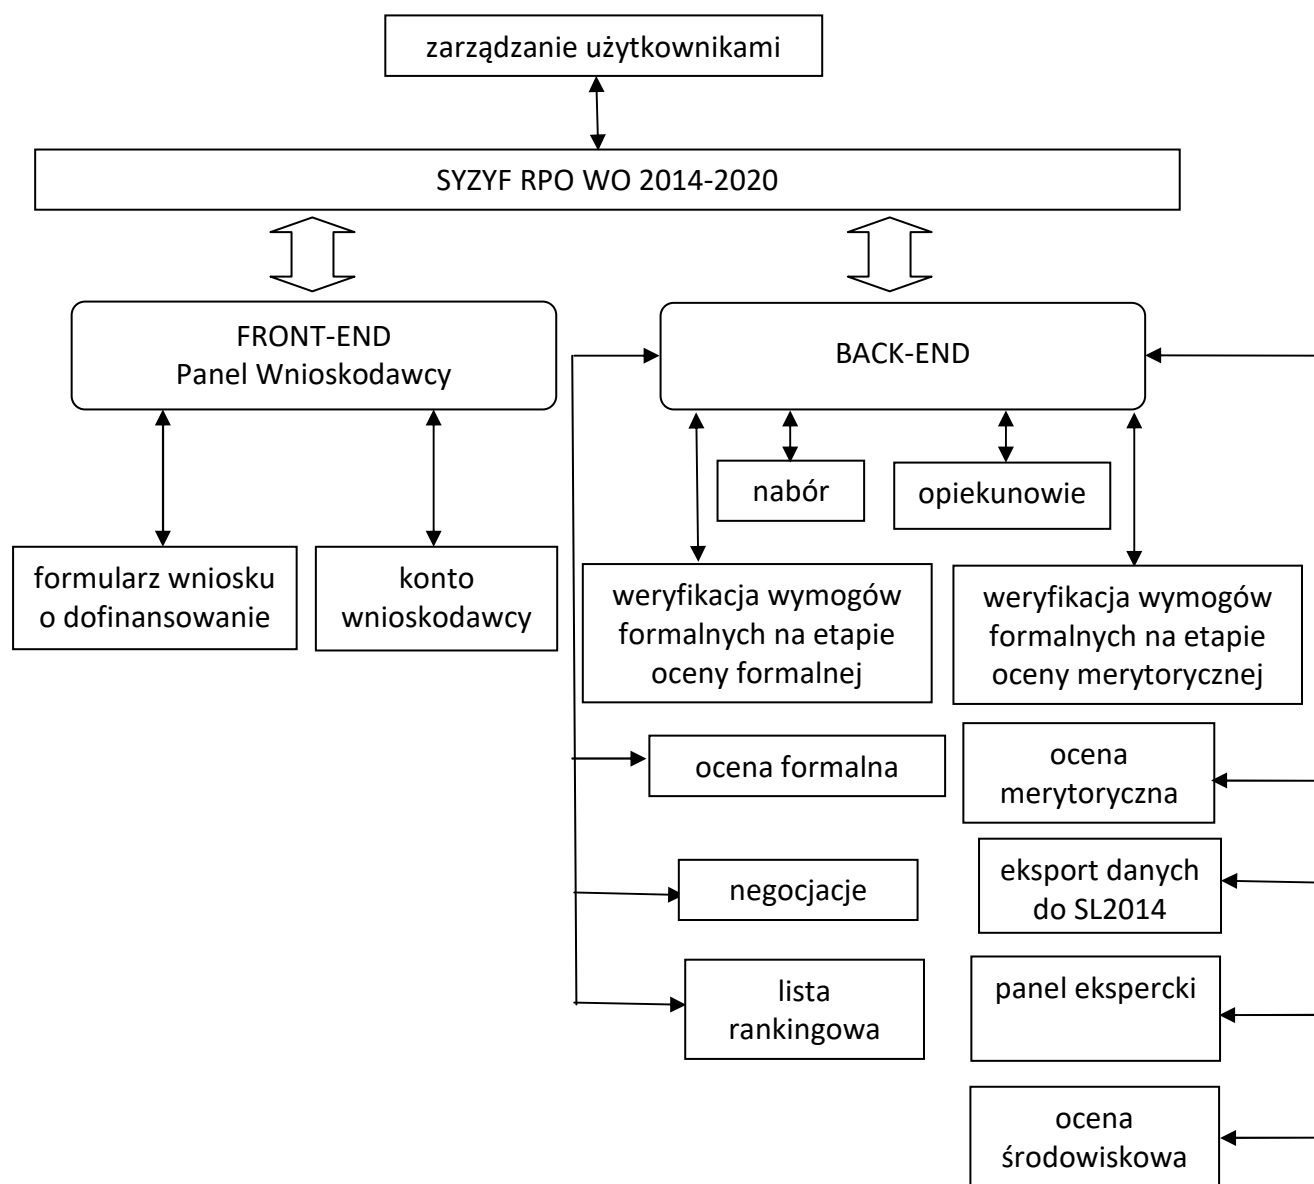 zarządzanie użytkownikami
SYZYF RPO WO 2014-2020
FRONT-END
Panel Wnioskodawcy
BACK-END
nabór
opiekunowie
formularz wniosku
o dofinansowanie
konto
wnioskodawcy
weryfikacja wymogów
formalnych na etapie
oceny formalnej
weryfikacja wymogów
formalnych na etapie
oceny merytorycznej
ocena formalna
ocena
merytoryczna
negocjacje
eksport danych
do SL2014
lista
rankingowa
panel ekspercki
ocena
środowiskowa